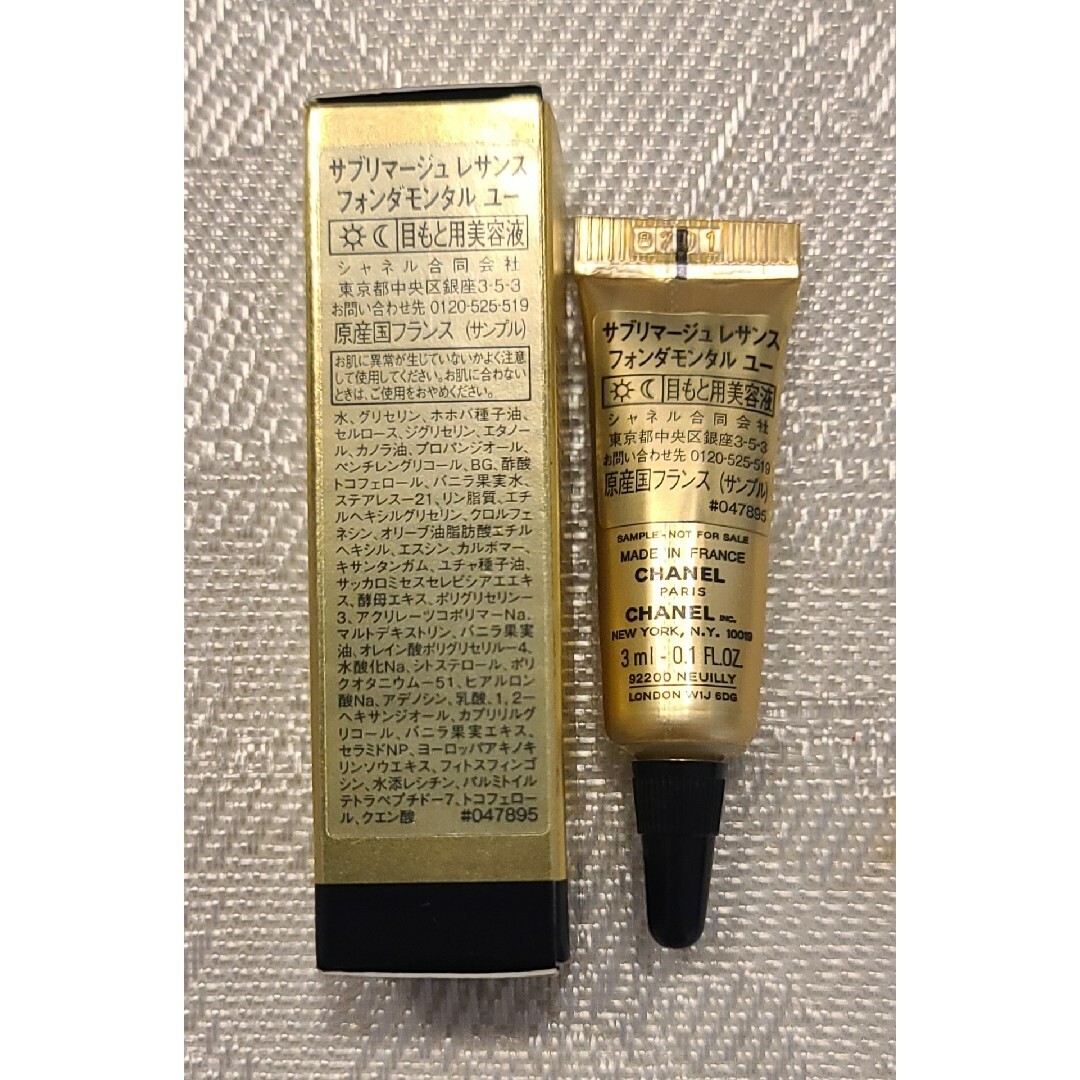 サブリマージュ レサンス
フォンダモンタル ユー
目もと用美容液
シャネル合同会社
東京都中央区銀座3-5-3
お問い合わせ先 0120-525-519
原産国フランス (サンプル)
お肌に異常が生じていないかよく注意
して使用してください。お肌に合わない
ときは、ご使用をおやめください。
水、グリセリン、ホホバ種子油、
セルロース、ジグリセリン、エタノー
ル、カノラ油、プロパンジオール、
ペンチレングリコール、BG、酢酸
トコフェロール、バニラ果実水、
ステアレスー21、リン脂質、エチ
ルヘキシルグリセリン、クロルフェ
ネシン、オリーブ油脂肪酸エチル
ヘキシル、エスシン、カルボマー、
キサンタンガム、ユチャ種子油、
サッカロミセスセレビシアエエキ
ス、酵母エキス、ポリグリセリンー
3、アクリレーツコポリマーNa、
マルトデキストリン、バニラ果実
油、オレイン酸ポリグリセリルー4、
水酸化Na、シトステロール、ポリ
クオタニウムー51、ヒアルロン
酸Na、アデノシン、乳酸、1,2ー
ヘキサンジオール、カプリリルグ
リコール、バニラ果実エキス、
セラミドNP、ヨーロッパアキノキ
リンソウエキス、フィトスフィンゴ
シン、水添レシチン、パルミトイル
テトラペプチドー7、トコフェロー
ル、クエン酸 #047895
8701
サブリマージュ レサンス
フォンダモンタル ユー
目もと用美容液
シャネル合同会社
東京都中央区銀座3-5-3
お問い合わせ先 0120-525-519
原産国フランス (サンプル)
#047895
SAMPLE - NOT FOR SALE
MADE IN FRANCE
CHANEL
PARIS
CHANEL INC.
NEW YORK, N.Y. 10019
3 ml - 0.1 FL.OZ.
92200 NEUILLY
LONDON W1J 6DG